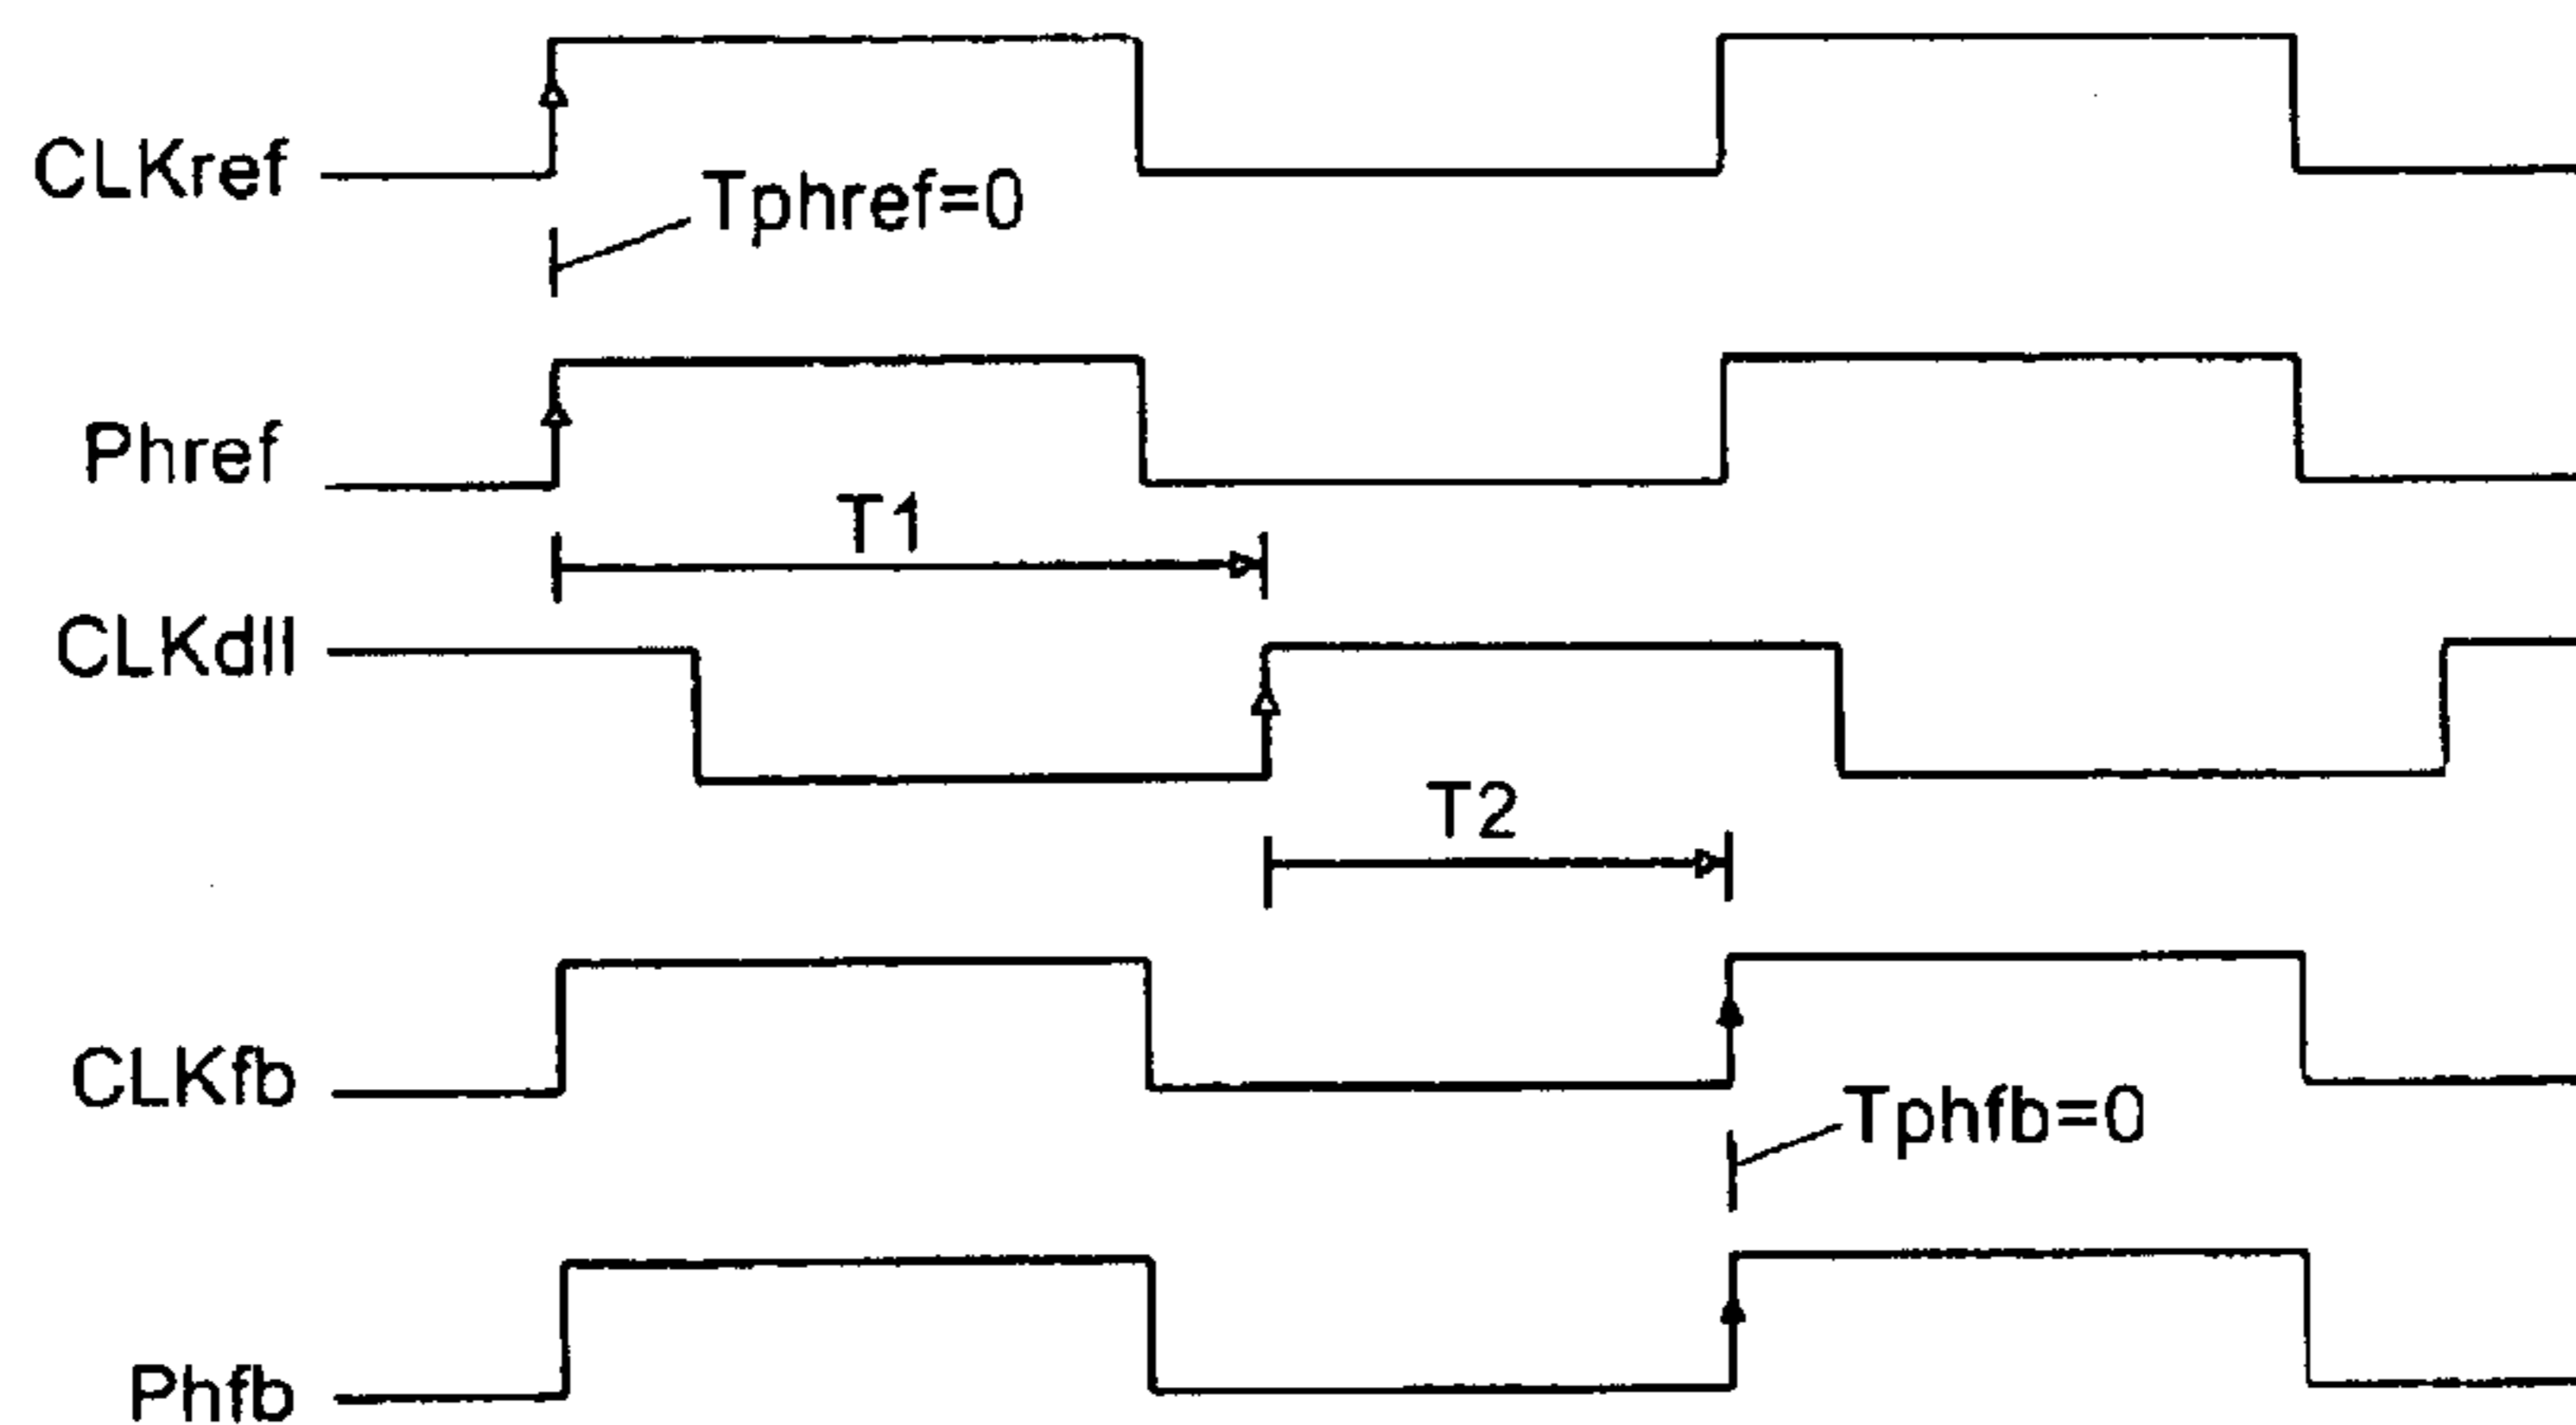 CLKref
Tphref=0
Phref
T1
CLKdll
T2
CLKfb
Tphfb=0
Phfb